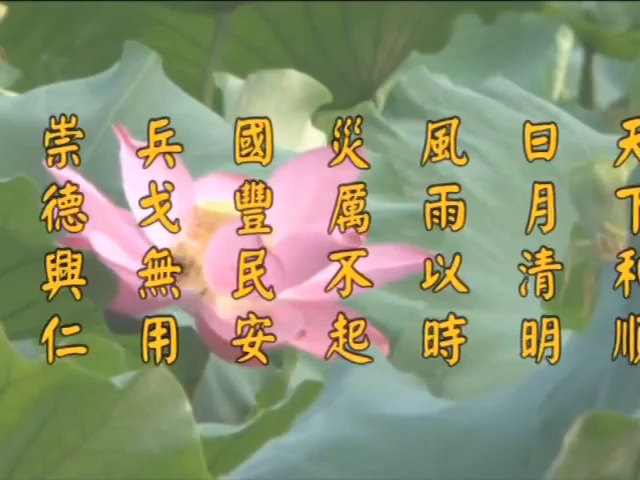 天下和順
日月清明
風雨以時
災厲不起
國豐民安
兵戈無用
崇德興仁